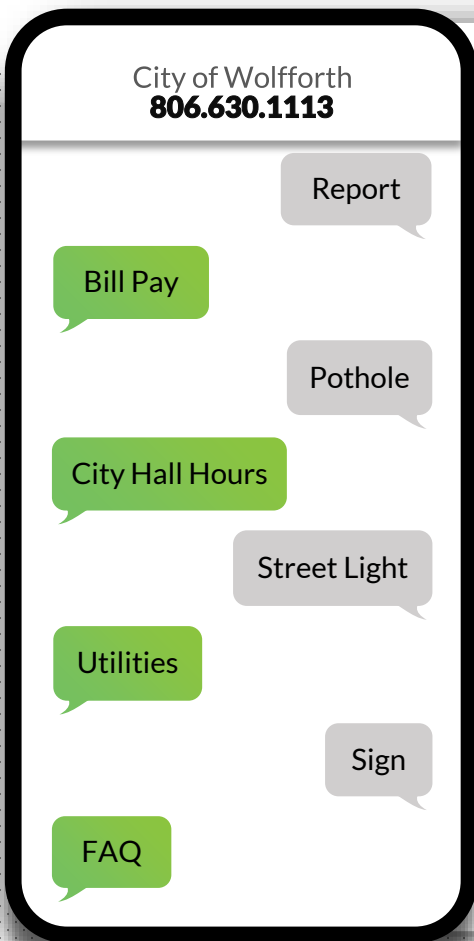 City of Wolfforth
806.630.1113
Report
Bill Pay
Pothole
City Hall Hours
Street Light
Utilities
Sign
FAQ